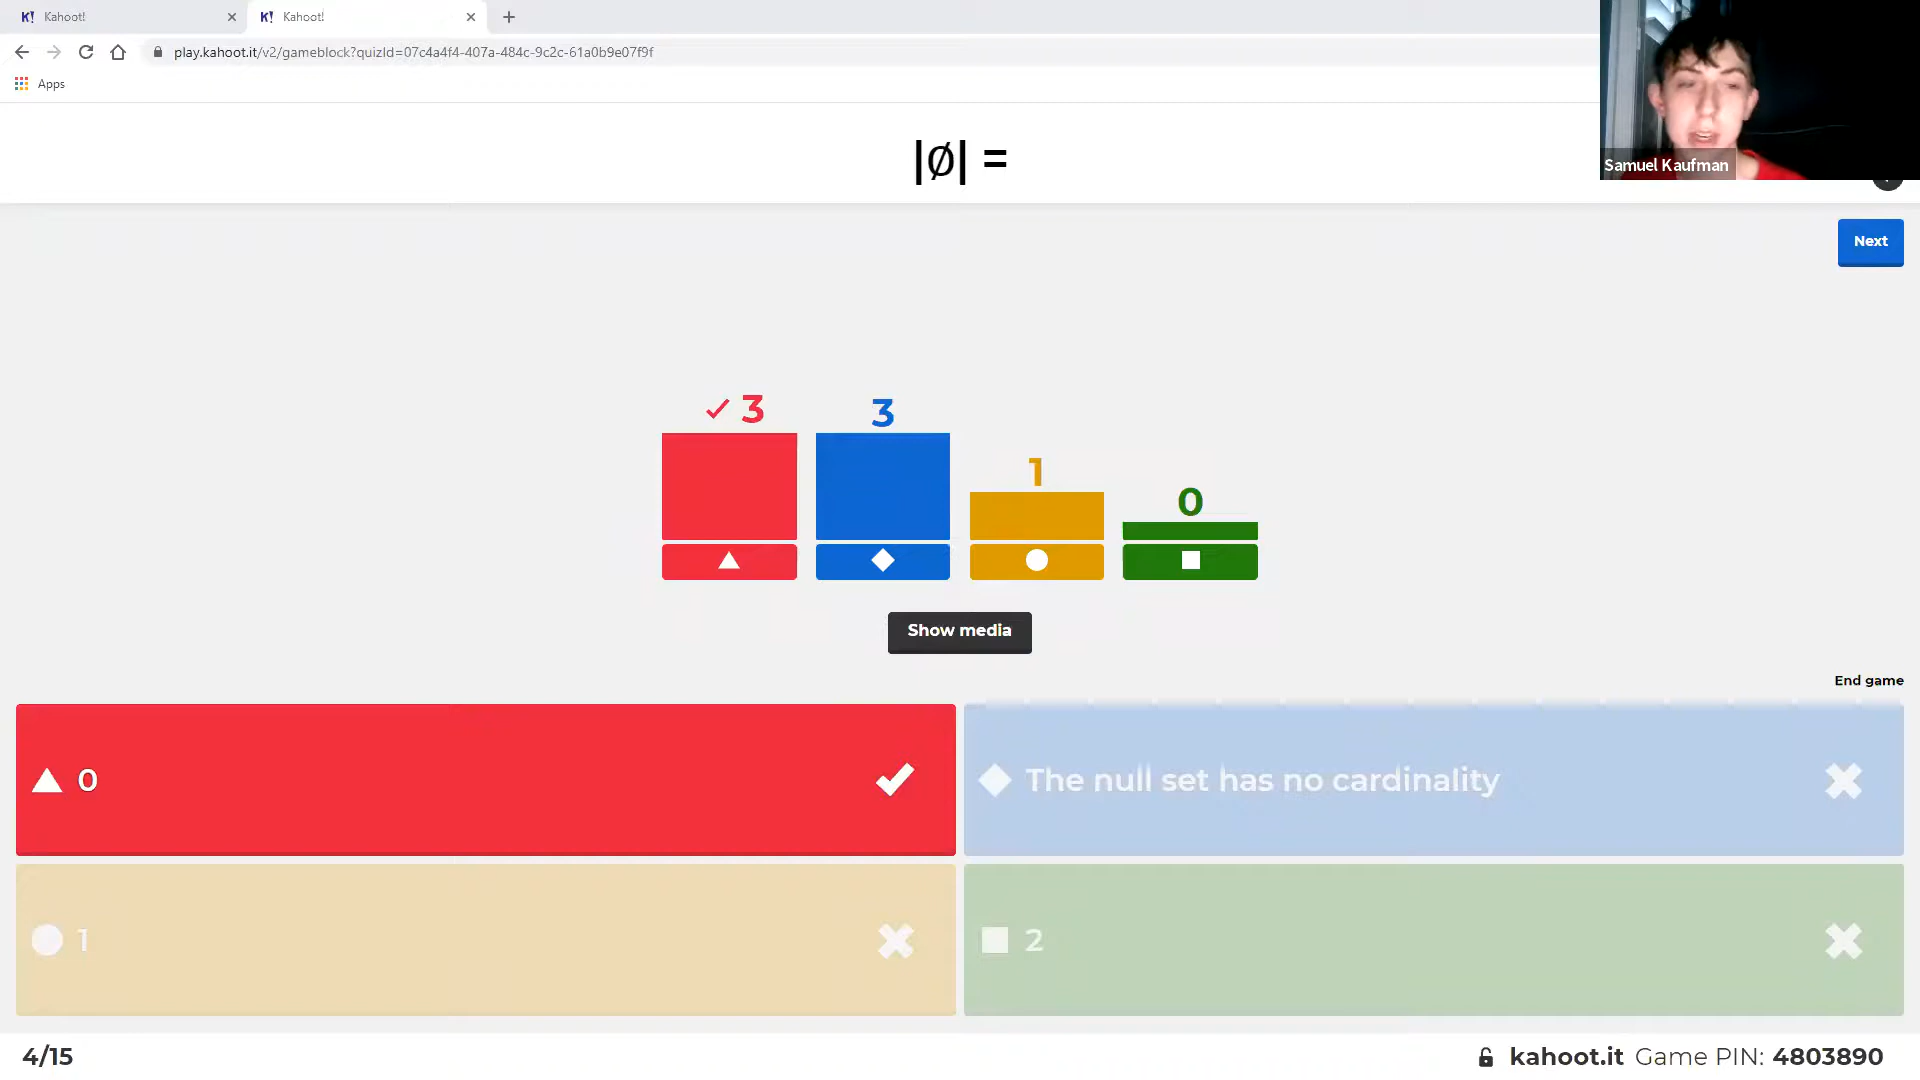 K! Kahoot!
K! Kahoot!
play.kahoot.it/v2/gameblock?quizId=07c4a4f4-407a-484c-9c2c-61a0b9e07f9f
Apps
|∅| =
Samuel Kaufman
Next
3
3
1
0
Show media
End game
0
The null set has no cardinality
1
2
4/15
kahoot.it Game PIN: 4803890